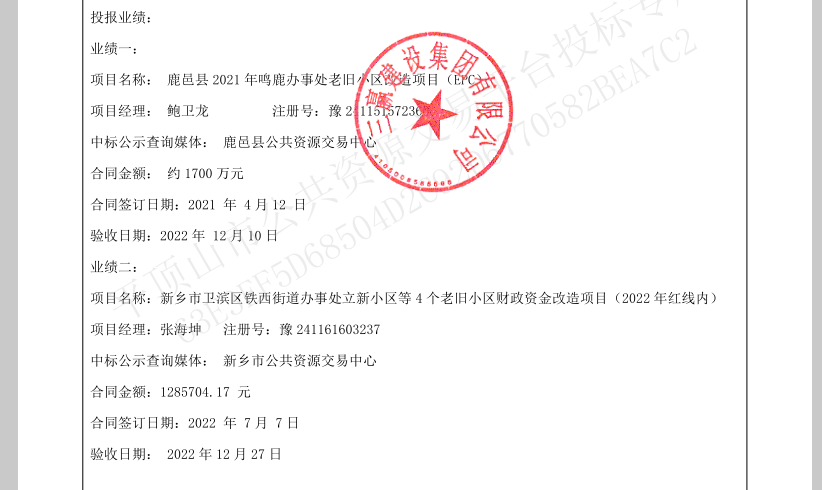 投报业绩:
业绩一:
项目名称: 鹿邑县 2021 年鸣鹿办事处老旧小区改造项目（EPC）
项目经理: 鲍卫龙 注册号: 豫
中标公示查询媒体: 鹿邑县公共资源交易中心
合同金额: 约 1700 万元
合同签订日期:2021 年 4 月 12 日
验收日期:2022 年 12 月 10 日
业绩二:
项目名称: 新乡市卫滨区铁西街道办事处立新小区等 4 个老旧小区财政资金改造项目（2022 年红线内）
项目经理:张海坤 注册号: 豫 241161603237
中标公示查询媒体: 新乡市公共资源交易中心
合同金额:1285704.17 元
合同签订日期:2022 年 7 月 7 日
验收日期: 2022 年 12 月 27 日
三赢建设集团有限公司
平顶山市公共资源交易平台投标专